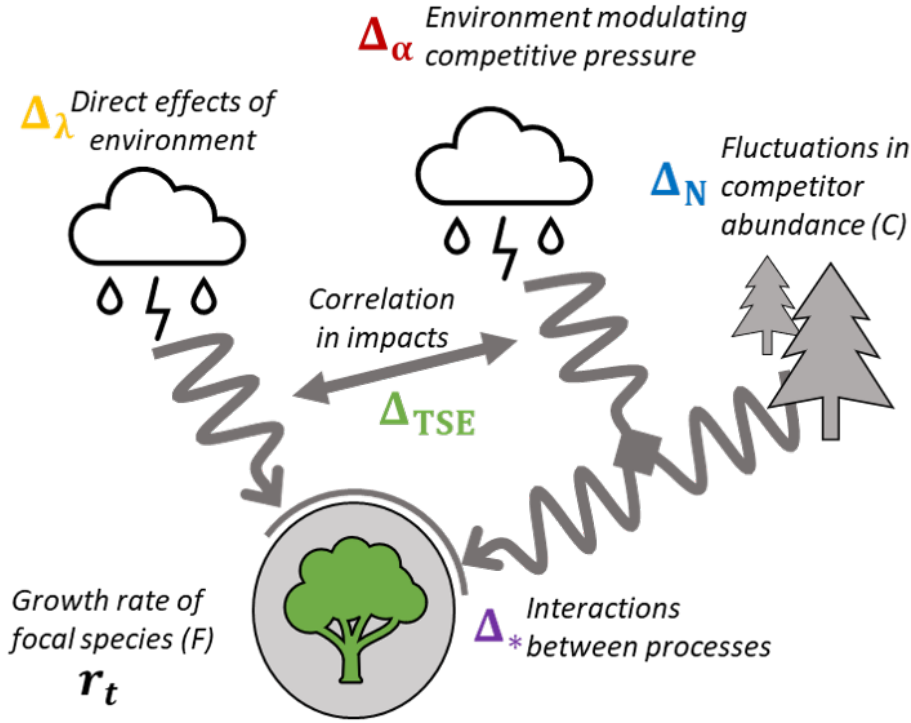 Δα Environment modulating
competitive pressure
Δλ Direct effects of
environment
ΔN Fluctuations in
competitor
abundance (C)
Correlation
in impacts
ΔTSE
Growth rate of
focal species (F)
rt
Δ* Interactions
between processes